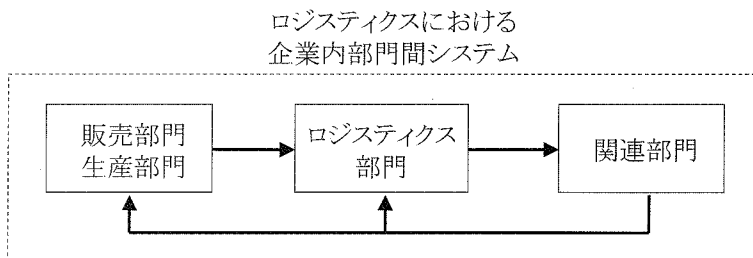 ロジスティクスにおける
企業内部門間システム
販売部門
生産部門
ロジスティクス
部門
関連部門